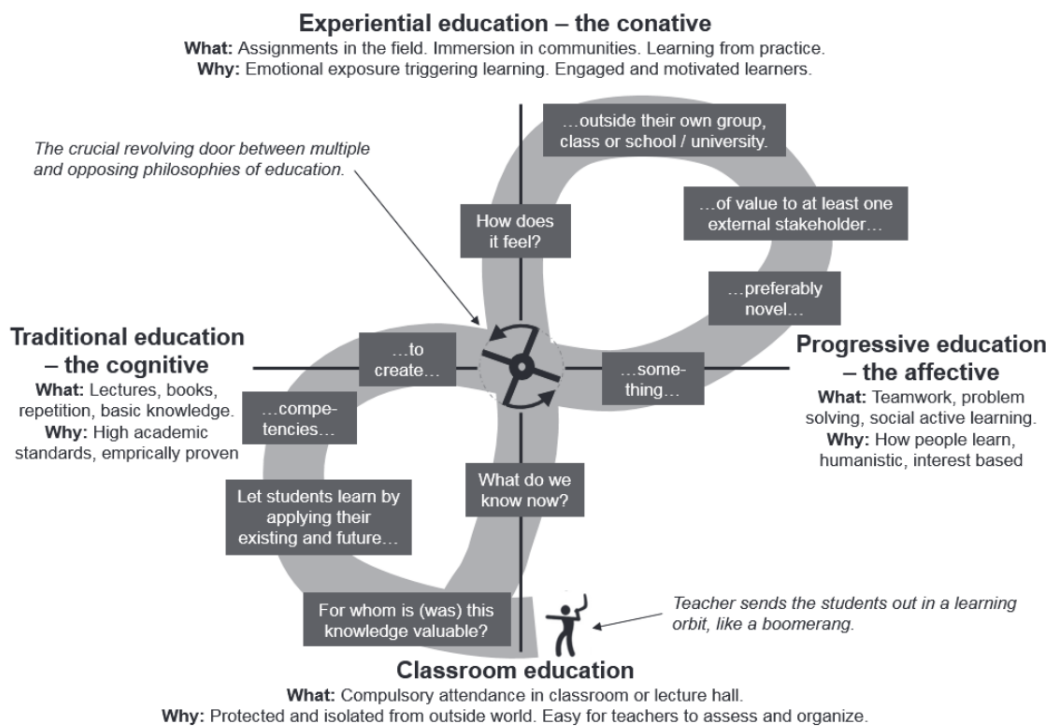 Experiential education – the conative
What: Assignments in the field. Immersion in communities. Learning from practice.
Why: Emotional exposure triggering learning. Engaged and motivated learners.
…outside their own group,
class or school / university.
The crucial revolving door between multiple
and opposing philosophies of education.
…of value to at least one
external stakeholder…
How does
it feel?
…preferably
novel…
Traditional education
– the cognitive
What: Lectures, books,
repetition, basic knowledge.
Why: High academic
standards, emprically proven
…to
create…
…some-
thing…
Progressive education
– the affective
What: Teamwork, problem
solving, social active learning.
Why: How people learn,
humanistic, interest based
…compe-
tencies…
What do we
know now?
Let students learn by
applying their
existing and future…
For whom is (was) this
knowledge valuable?
Teacher sends the students out in a learning
orbit, like a boomerang.
Classroom education
What: Compulsory attendance in classroom or lecture hall.
Why: Protected and isolated from outside world. Easy for teachers to assess and organize.